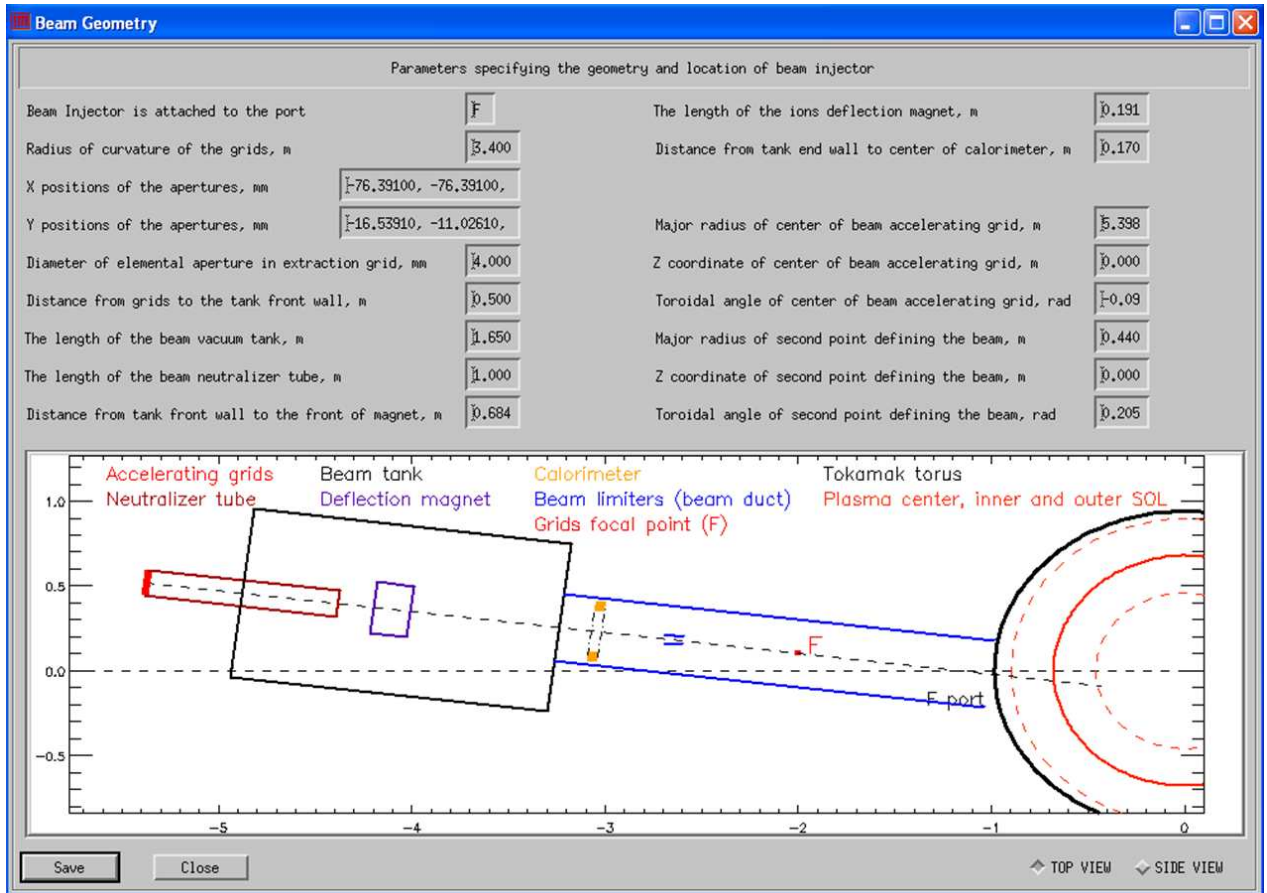 Beam Geometry
Parameters specifying the geometry and location of beam injector
Beam Injector is attached to the port F
The length of the ions deflection magnet, m 0.191
Radius of curvature of the grids, m 3.400
Distance from tank end wall to center of calorimeter, m 0.170
X positions of the apertures, mm -76.39100, -76.39100,
Y positions of the apertures, mm -16.53910, -11.02610,
Major radius of center of beam accelerating grid, m 5.398
Diameter of elemental aperture in extraction grid, mm 4.000
Z coordinate of center of beam accelerating grid, m 0.000
Distance from grids to the tank front wall, m 0.500
Toroidal angle of center of beam accelerating grid, rad -0.09
The length of the beam vacuum tank, m 1.650
Major radius of second point defining the beam, m 0.440
The length of the beam neutralizer tube, m 1.000
Z coordinate of second point defining the beam, m 0.000
Distance from tank front wall to the front of magnet, m 0.684
Toroidal angle of second point defining the beam, rad 0.205
Accelerating grids Beam tank Calorimeter Tokamak torus
Neutralizer tube Deflection magnet Beam limiters (beam duct) Plasma center, inner and outer SOL
Grids focal point (F)
1.0
0.5
0.0
-0.5
F
F port
-5 -4 -3 -2 -1 0
Save Close TOP VIEW SIDE VIEW